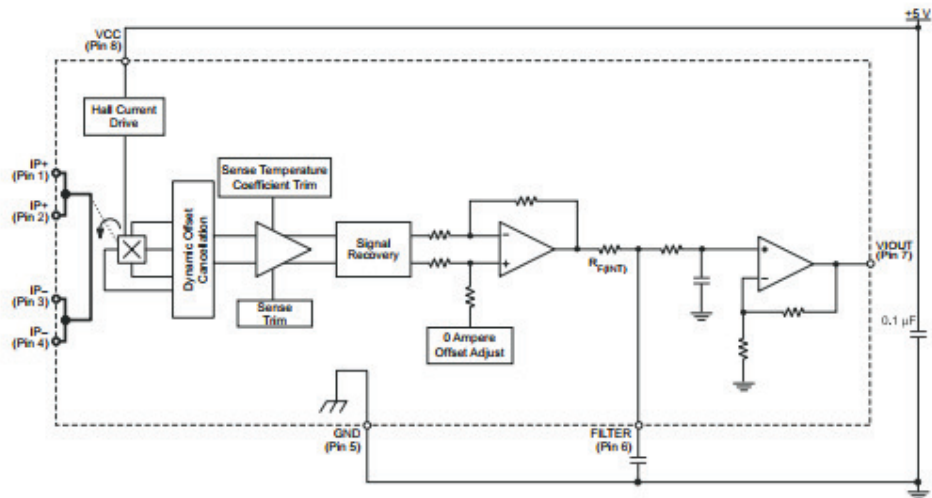 +5 V
VCC
(Pin 8)
Hall Current
Drive
IP+
(Pin 1)
IP+
(Pin 2)
IP–
(Pin 3)
IP–
(Pin 4)
Dynamic Offset
Cancellation
Sense Temperature
Coefficient Trim
Sense
Trim
Signal
Recovery
0 Ampere
Offset Adjust
RF(INT)
VIOUT
(Pin 7)
0.1 µF
GND
(Pin 5)
FILTER
(Pin 6)